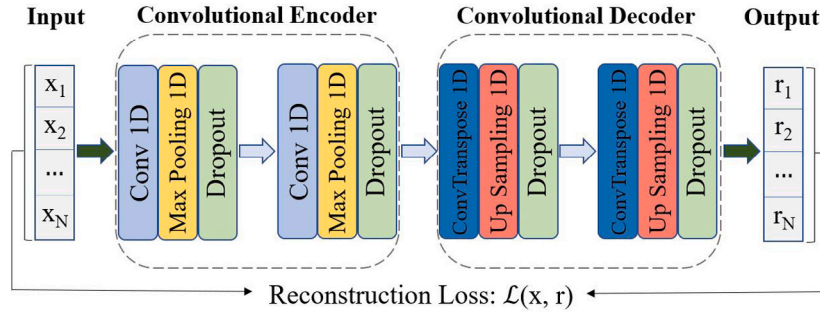 Input
Convolutional Encoder
Convolutional Decoder
Output
x1
x2
...
xN
Conv 1D
Max Pooling 1D
Dropout
Conv 1D
Max Pooling 1D
Dropout
ConvTranspose 1D
Up Sampling 1D
Dropout
ConvTranspose 1D
Up Sampling 1D
Dropout
r1
r2
...
rN
Reconstruction Loss: ℒ(x, r)